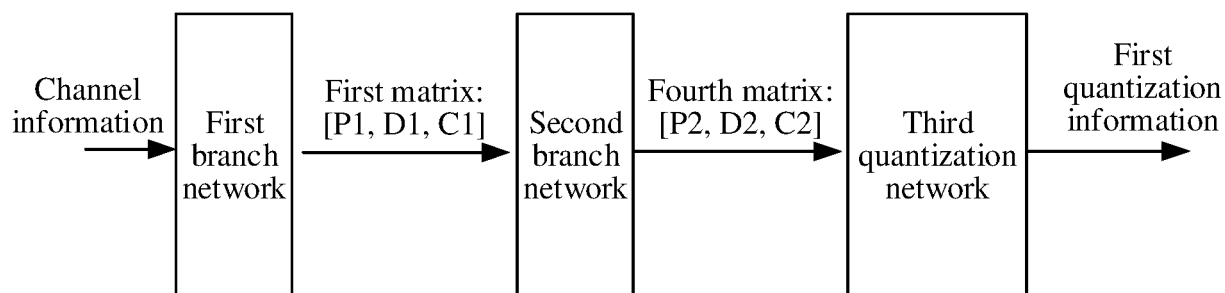 Channel
information
First
branch
network
First matrix:
[P1, D1, C1]
Second
branch
network
Fourth matrix:
[P2, D2, C2]
Third
quantization
network
First
quantization
information